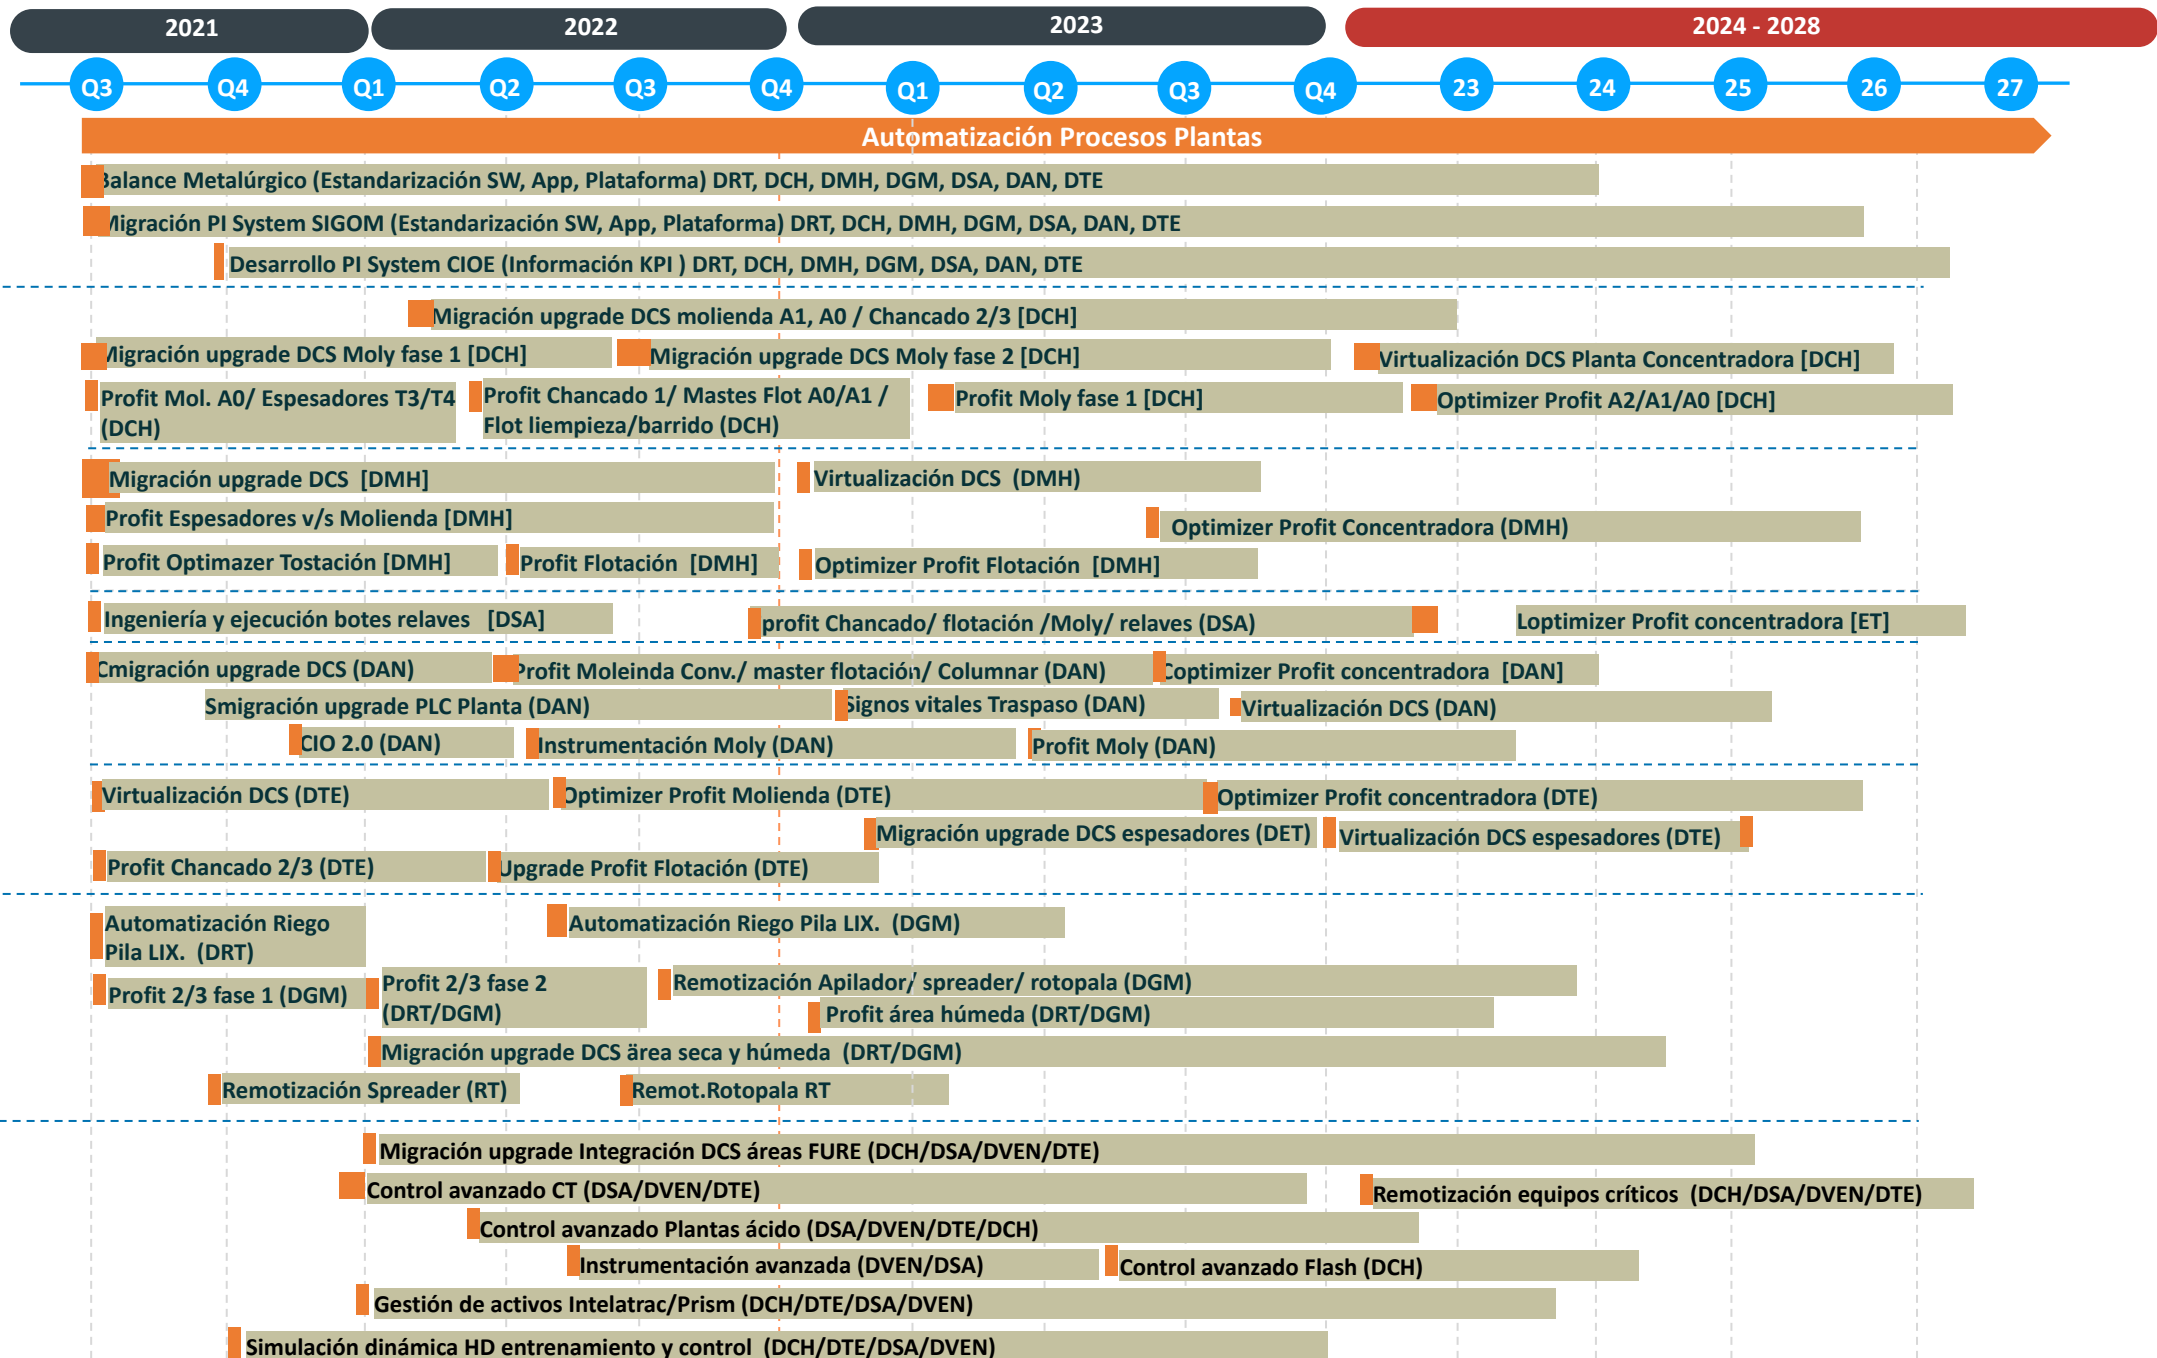 2021
2022
2023
2024 - 2028
Q3
Q4
Q1
Q2
Q3
Q4
Q1
Q2
Q3
Q4
23
24
25
26
27
Automatización Procesos Plantas
Balance Metalúrgico (Estandarización SW, App, Plataforma) DRT, DCH, DMH, DGM, DSA, DAN, DTE
Migración PI System SIGOM (Estandarización SW, App, Plataforma) DRT, DCH, DMH, DGM, DSA, DAN, DTE
Desarrollo PI System CIOE (Información KPI ) DRT, DCH, DMH, DGM, DSA, DAN, DTE
Migración upgrade DCS molienda A1, A0 / Chancado 2/3 [DCH]
Migración upgrade DCS Moly fase 1 [DCH]
Migración upgrade DCS Moly fase 2 [DCH]
Virtualización DCS Planta Concentradora [DCH]
Profit Mol. A0/ Espesadores T3/T4
(DCH)
Profit Chancado 1/ Mastes Flot A0/A1 /
Flot liempieza/barrido (DCH)
Profit Moly fase 1 [DCH]
Optimizer Profit A2/A1/A0 [DCH]
Migración upgrade DCS [DMH]
Virtualización DCS (DMH)
Profit Espesadores v/s Molienda [DMH]
Optimizer Profit Concentradora (DMH)
Profit Optimazer Tostación [DMH]
Profit Flotación [DMH]
Optimizer Profit Flotación [DMH]
Ingeniería y ejecución botes relaves [DSA]
profit Chancado/ flotación /Moly/ relaves (DSA)
Loptimizer Profit concentradora [ET]
Cmigración upgrade DCS (DAN)
Profit Moleinda Conv./ master flotación/ Columnar (DAN)
Coptimizer Profit concentradora [DAN]
Smigración upgrade PLC Planta (DAN)
Signos vitales Traspaso (DAN)
Virtualización DCS (DAN)
CIO 2.0 (DAN)
Instrumentación Moly (DAN)
Profit Moly (DAN)
Virtualización DCS (DTE)
Optimizer Profit Molienda (DTE)
Optimizer Profit concentradora (DTE)
Migración upgrade DCS espesadores (DET)
Virtualización DCS espesadores (DTE)
Profit Chancado 2/3 (DTE)
Upgrade Profit Flotación (DTE)
Automatización Riego
Pila LIX. (DRT)
Automatización Riego Pila LIX. (DGM)
Profit 2/3 fase 1 (DGM)
Profit 2/3 fase 2
(DRT/DGM)
Remotización Apilador/ spreader/ rotopala (DGM)
Profit área húmeda (DRT/DGM)
Migración upgrade DCS ärea seca y húmeda (DRT/DGM)
Remotización Spreader (RT)
Remot.Rotopala RT
Migración upgrade Integración DCS áreas FURE (DCH/DSA/DVEN/DTE)
Control avanzado CT (DSA/DVEN/DTE)
Remotización equipos críticos (DCH/DSA/DVEN/DTE)
Control avanzado Plantas ácido (DSA/DVEN/DTE/DCH)
Instrumentación avanzada (DVEN/DSA)
Control avanzado Flash (DCH)
Gestión de activos Intelatrac/Prism (DCH/DTE/DSA/DVEN)
Simulación dinámica HD entrenamiento y control (DCH/DTE/DSA/DVEN)